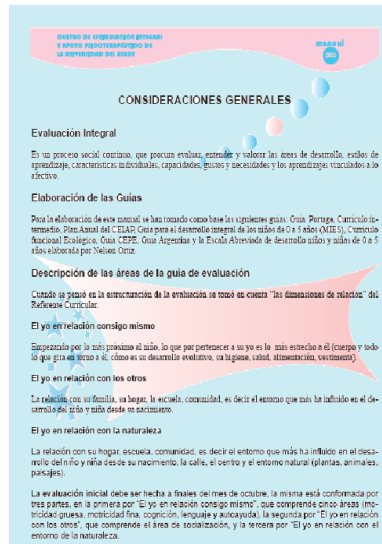 CENTRO DE ESTIMULACIÓN INTEGRAL
Y APOYO PSICOTERAPÉUTICO DE
LA UNIVERSIDAD DEL AZUAY
manual
CONSIDERACIONES GENERALES
Evaluación Integral
Es un proceso social continuo, que procura evaluar, entender y valorar las áreas de desarrollo, estilos de
aprendizaje, características individuales, capacidades, gustos y necesidades y los aprendizajes vinculados a lo
afectivo.
Elaboración de las Guías
Para la elaboración de este manual se han tomado como base las siguientes guías: Guía Portage, Currículo in-
termedio, Plan Anual del CEIAP, Guía para el desarrollo integral de los niños de 0 a 5 años (MIES), Currículo
funcional Ecológico, Guía CEPE, Guía Argentina y la Escala Abreviada de desarrollo niños y niñas de 0 a 5
años elaborada por Nelson Ortiz.
Descripción de las áreas de la guía de evaluación
Cuando se pensó en la estructuración de la evaluación se tomó en cuenta "las dimensiones de relación" del
Referente Curricular.
El yo en relación consigo mismo
Empezando por lo más próximo al niño, lo que por pertenecer a su yo es lo más estrecho a él (cuerpo y todo
lo que gira en torno a él, cómo es su desarrollo evolutivo, su higiene, salud, alimentación, vestimenta).
El yo en relación con los otros
La relación con su familia, su hogar, la escuela, comunidad, es decir el entorno que más ha influido en el de-
sarrollo del niño y niña desde su nacimiento.
El yo en relación con la naturaleza
La relación con su hogar, escuela, comunidad, es decir el entorno que más ha influido en el desa-
rrollo del niño y niña desde su nacimiento, la calle, el centro y el entorno natural (plantas, animales,
paisajes).
La evaluación inicial debe ser hecha a finales del mes de octubre, la misma está conformada por
tres partes, en la primera por "El yo en relación consigo mismo", que comprende cinco áreas (mo-
tricidad gruesa, motricidad fina, cognición, lenguaje y autoayuda), la segunda por "El yo en relación
con los otros", que comprende el área de socialización, y la tercera por "El yo en relación con el
entorno de la naturaleza.